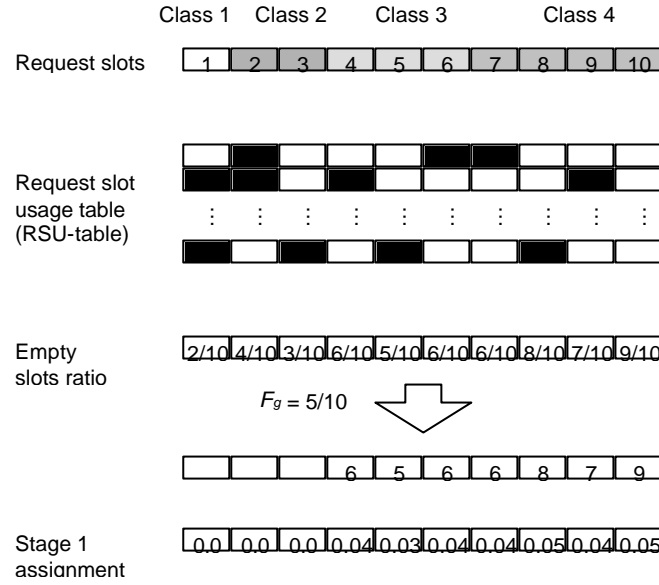 Class 1 Class 2 Class 3 Class 4
Request slots 1 2 3 4 5 6 7 8 9 10
Request slot
usage table
(RSU-table)
Empty
slots ratio
2/10 4/10 3/10 6/10 5/10 6/10 6/10 8/10 7/10 9/10
Fg = 5/10
6 5 6 6 8 7 9
Stage 1
assignment
0.0 0.0 0.0 0.04 0.03 0.04 0.04 0.05 0.04 0.05